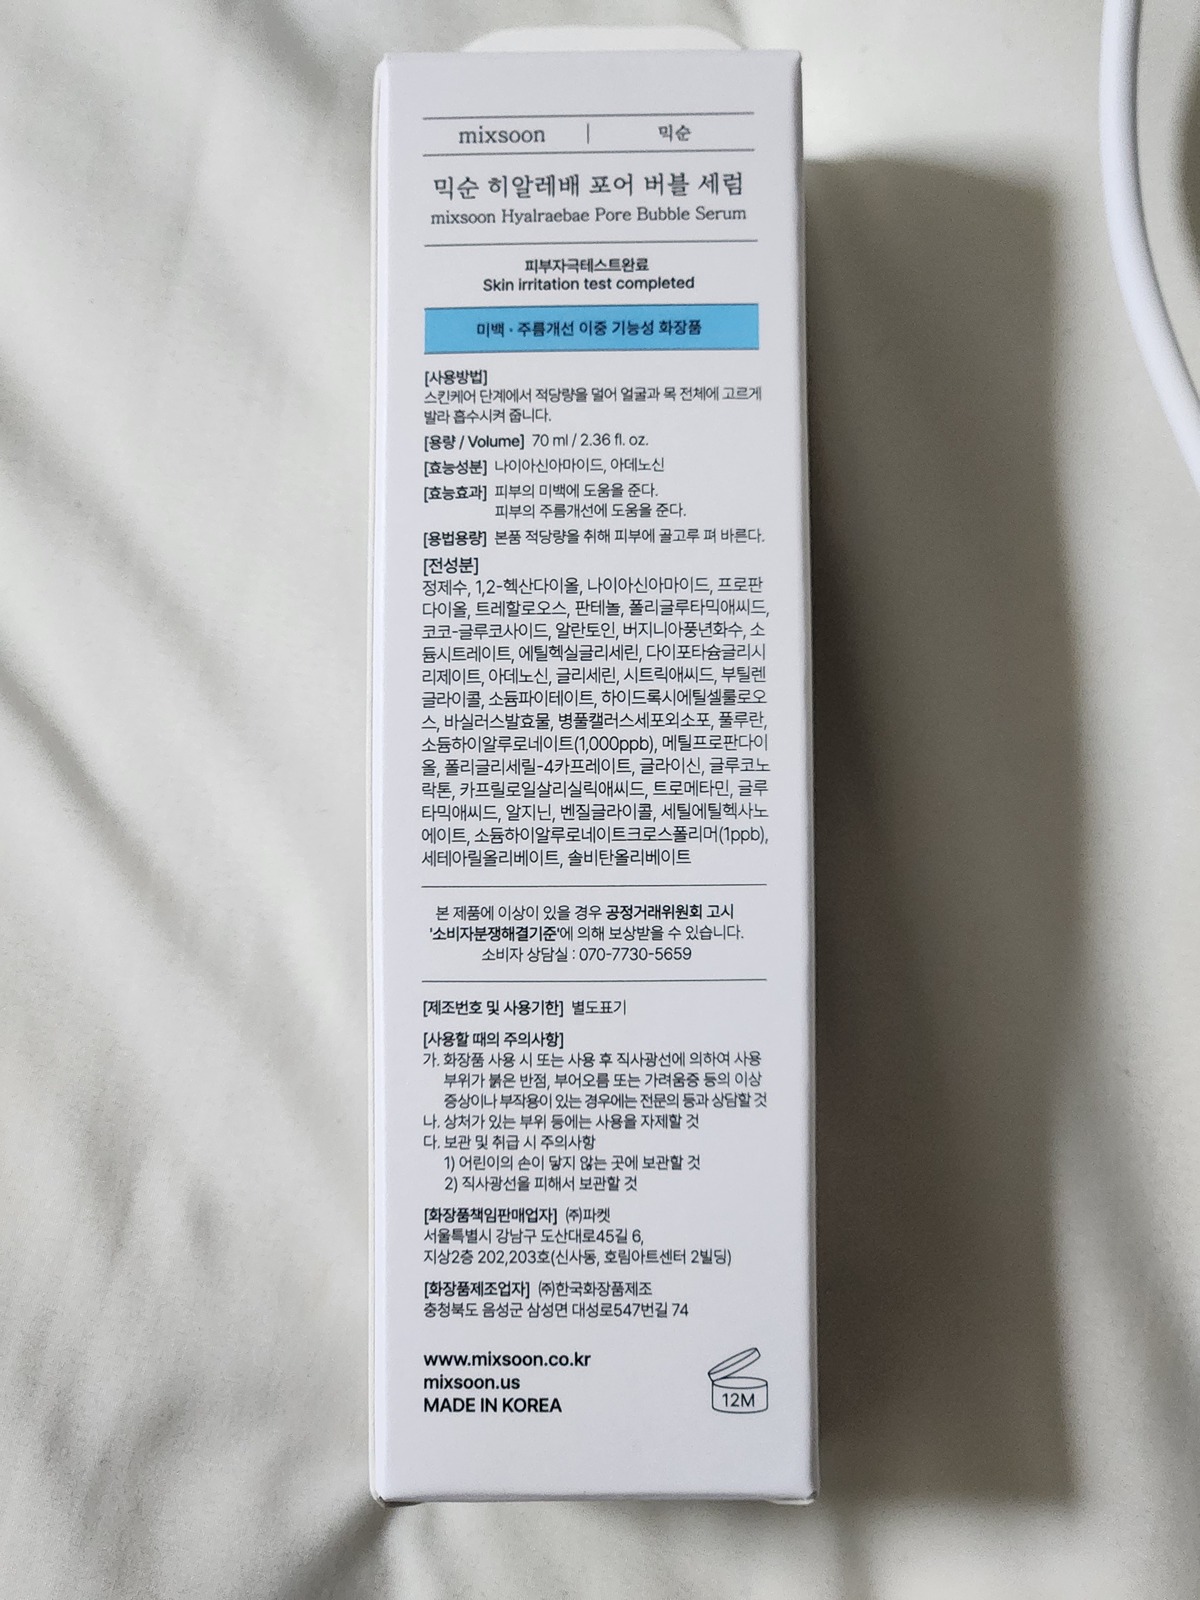 mixsoon | 믹순
믹순 히알레배 포어 버블 세럼
mixsoon Hyalraebae Pore Bubble Serum
피부자극테스트완료
Skin irritation test completed
미백 · 주름개선 이중 기능성 화장품
[사용방법]
스킨케어 단계에서 적당량을 덜어 얼굴과 목 전체에 고르게
발라 흡수시켜 줍니다.
[용량 / Volume] 70 ml / 2.36 fl. oz.
[효능성분] 나이아신아마이드, 아데노신
[효능효과] 피부의 미백에 도움을 준다.
피부의 주름개선에 도움을 준다.
[용법용량] 본품 적당량을 취해 피부에 골고루 펴 바른다.
[전성분]
정제수, 1,2-헥산다이올, 나이아신아마이드, 프로판
다이올, 트레할로오스, 판테놀, 폴리글루타믹애씨드,
코코-글루코사이드, 알란토인, 버지니아풍년화수, 소
듐시트레이트, 에틸헥실글리세린, 다이포타슘글리시
리제이트, 아데노신, 글리세린, 시트릭애씨드, 부틸렌
글라이콜, 소듐파이테이트, 하이드록시에틸셀룰로오
스, 바실러스발효물, 병풀캘러스세포외소포, 풀루란,
소듐하이알루로네이트(1,000ppb), 메틸프로판다이
올, 폴리글리세릴-4카프레이트, 글라이신, 글루코노
락톤, 카프릴로일살리실릭애씨드, 트로메타민, 글루
타믹애씨드, 알지닌, 벤질글라이콜, 세틸에틸헥사노
에이트, 소듐하이알루로네이트크로스폴리머(1ppb),
세테아릴올리베이트, 솔비탄올리베이트
본 제품에 이상이 있을 경우 공정거래위원회 고시
'소비자분쟁해결기준'에 의해 보상받을 수 있습니다.
소비자 상담실 : 070-7730-5659
[제조번호 및 사용기한] 별도표기
[사용할 때의 주의사항]
가. 화장품 사용 시 또는 사용 후 직사광선에 의하여 사용
부위가 붉은 반점, 부어오름 또는 가려움증 등의 이상
증상이나 부작용이 있는 경우에는 전문의 등과 상담할 것
나. 상처가 있는 부위 등에는 사용을 자제할 것
다. 보관 및 취급 시 주의사항
1) 어린이의 손이 닿지 않는 곳에 보관할 것
2) 직사광선을 피해서 보관할 것
[화장품책임판매업자] ㈜파켓
서울특별시 강남구 도산대로45길 6,
지상2층 202,203호(신사동, 호림아트센터 2빌딩)
[화장품제조업자] ㈜한국화장품제조
충청북도 음성군 삼성면 대성로547번길 74
www.mixsoon.co.kr
mixsoon.us
MADE IN KOREA
12M